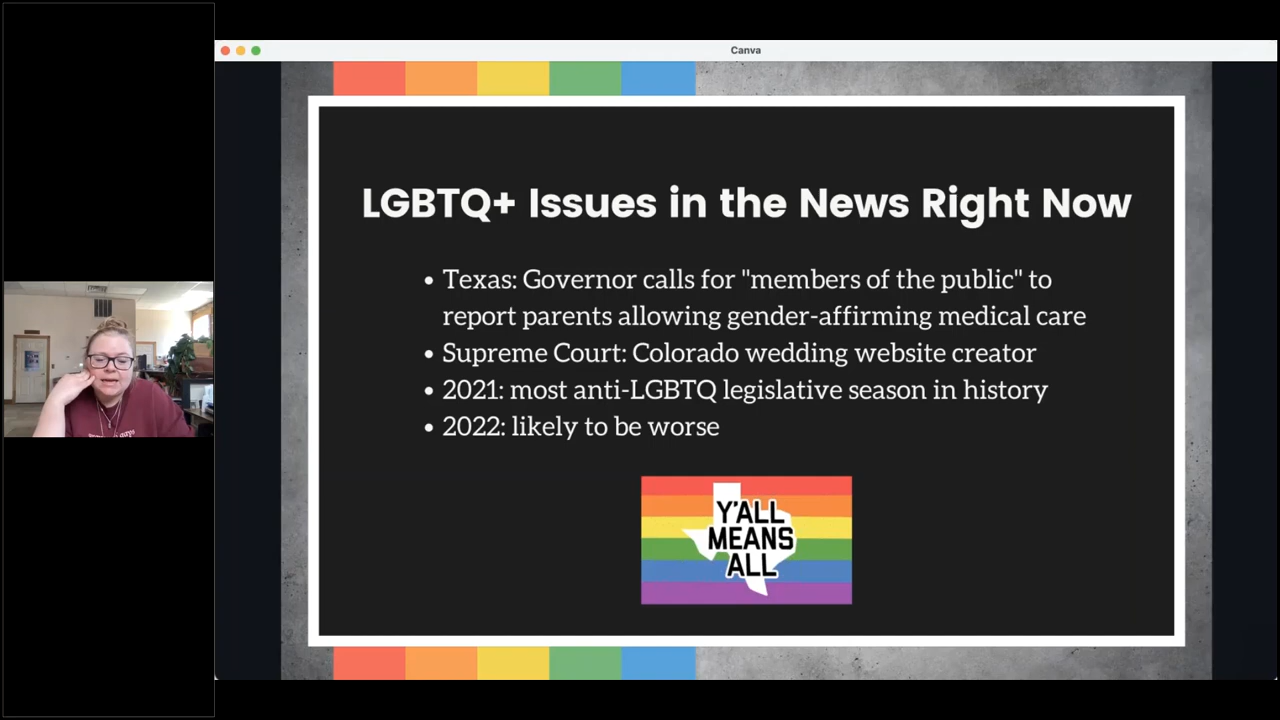 Canva
LGBTQ+ Issues in the News Right Now
• Texas: Governor calls for "members of the public" to
report parents allowing gender-affirming medical care
• Supreme Court: Colorado wedding website creator
• 2021: most anti-LGBTQ legislative season in history
• 2022: likely to be worse
Y'ALL
MEANS
ALL